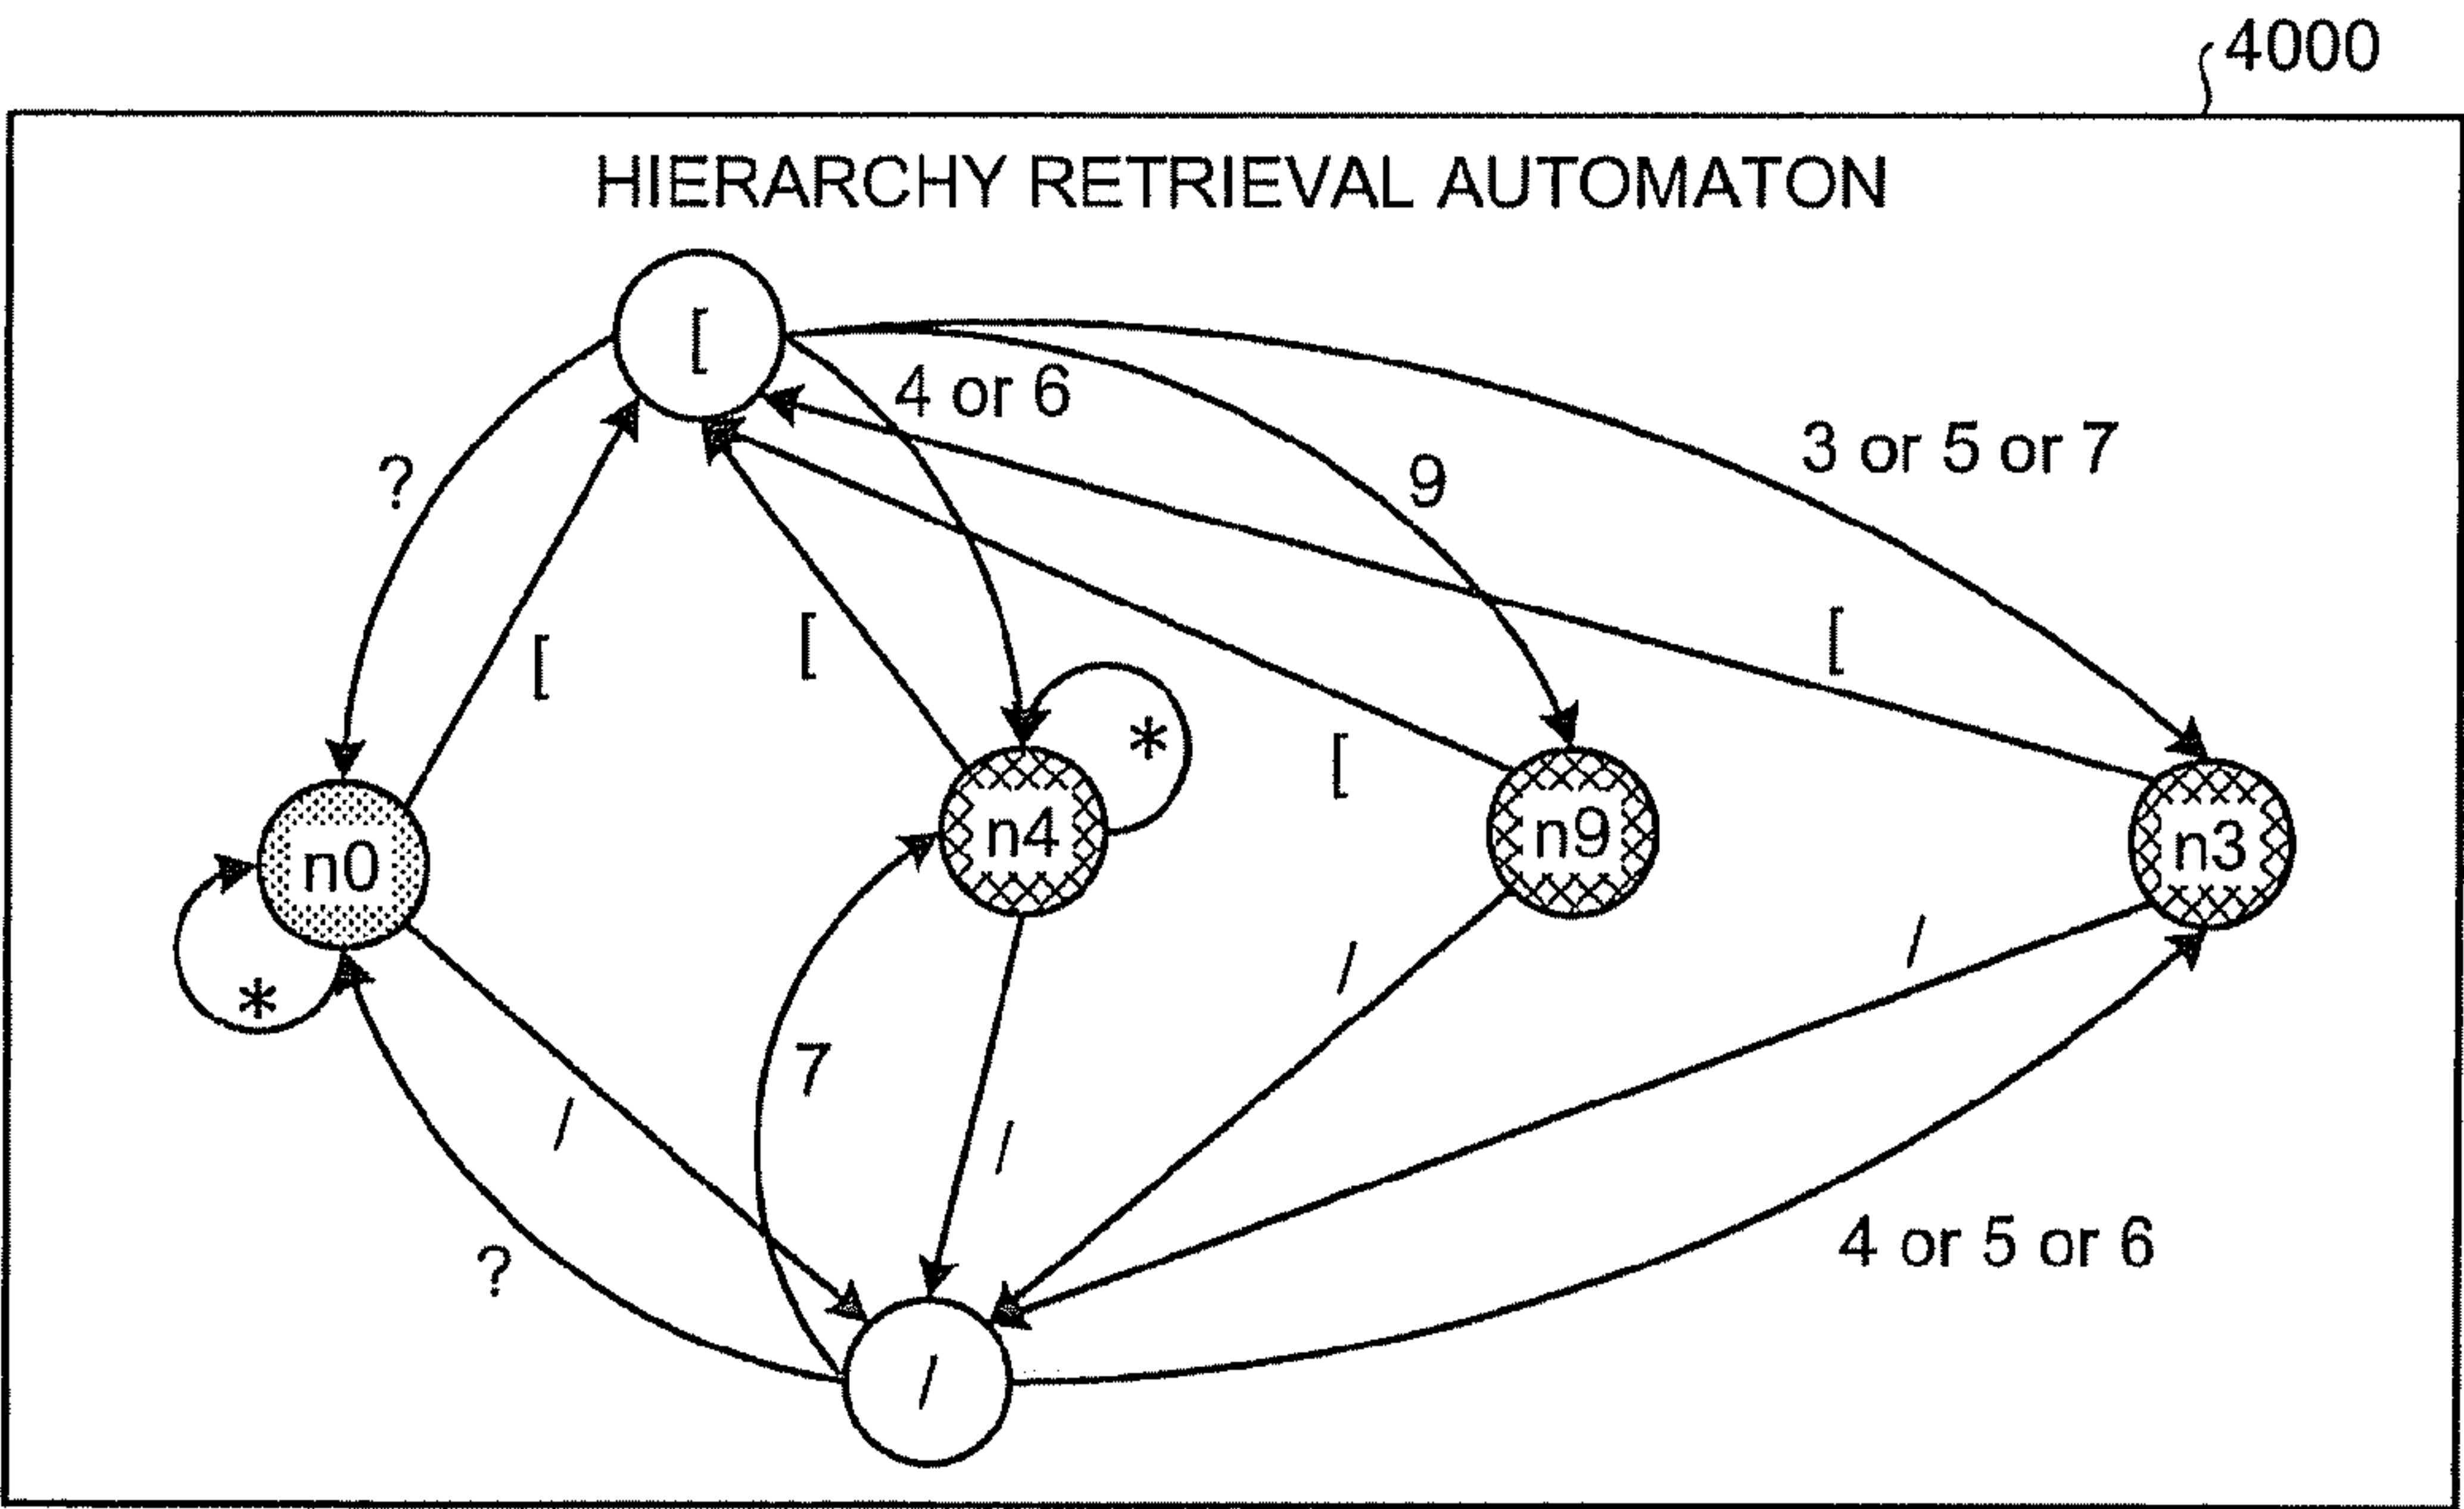 4000
HIERARCHY RETRIEVAL AUTOMATON
[
4 or 6
3 or 5 or 7
?
9
[
[
[
[
*
n0
n4
n9
n3
*
/
/
7
/
/
?
4 or 5 or 6
/